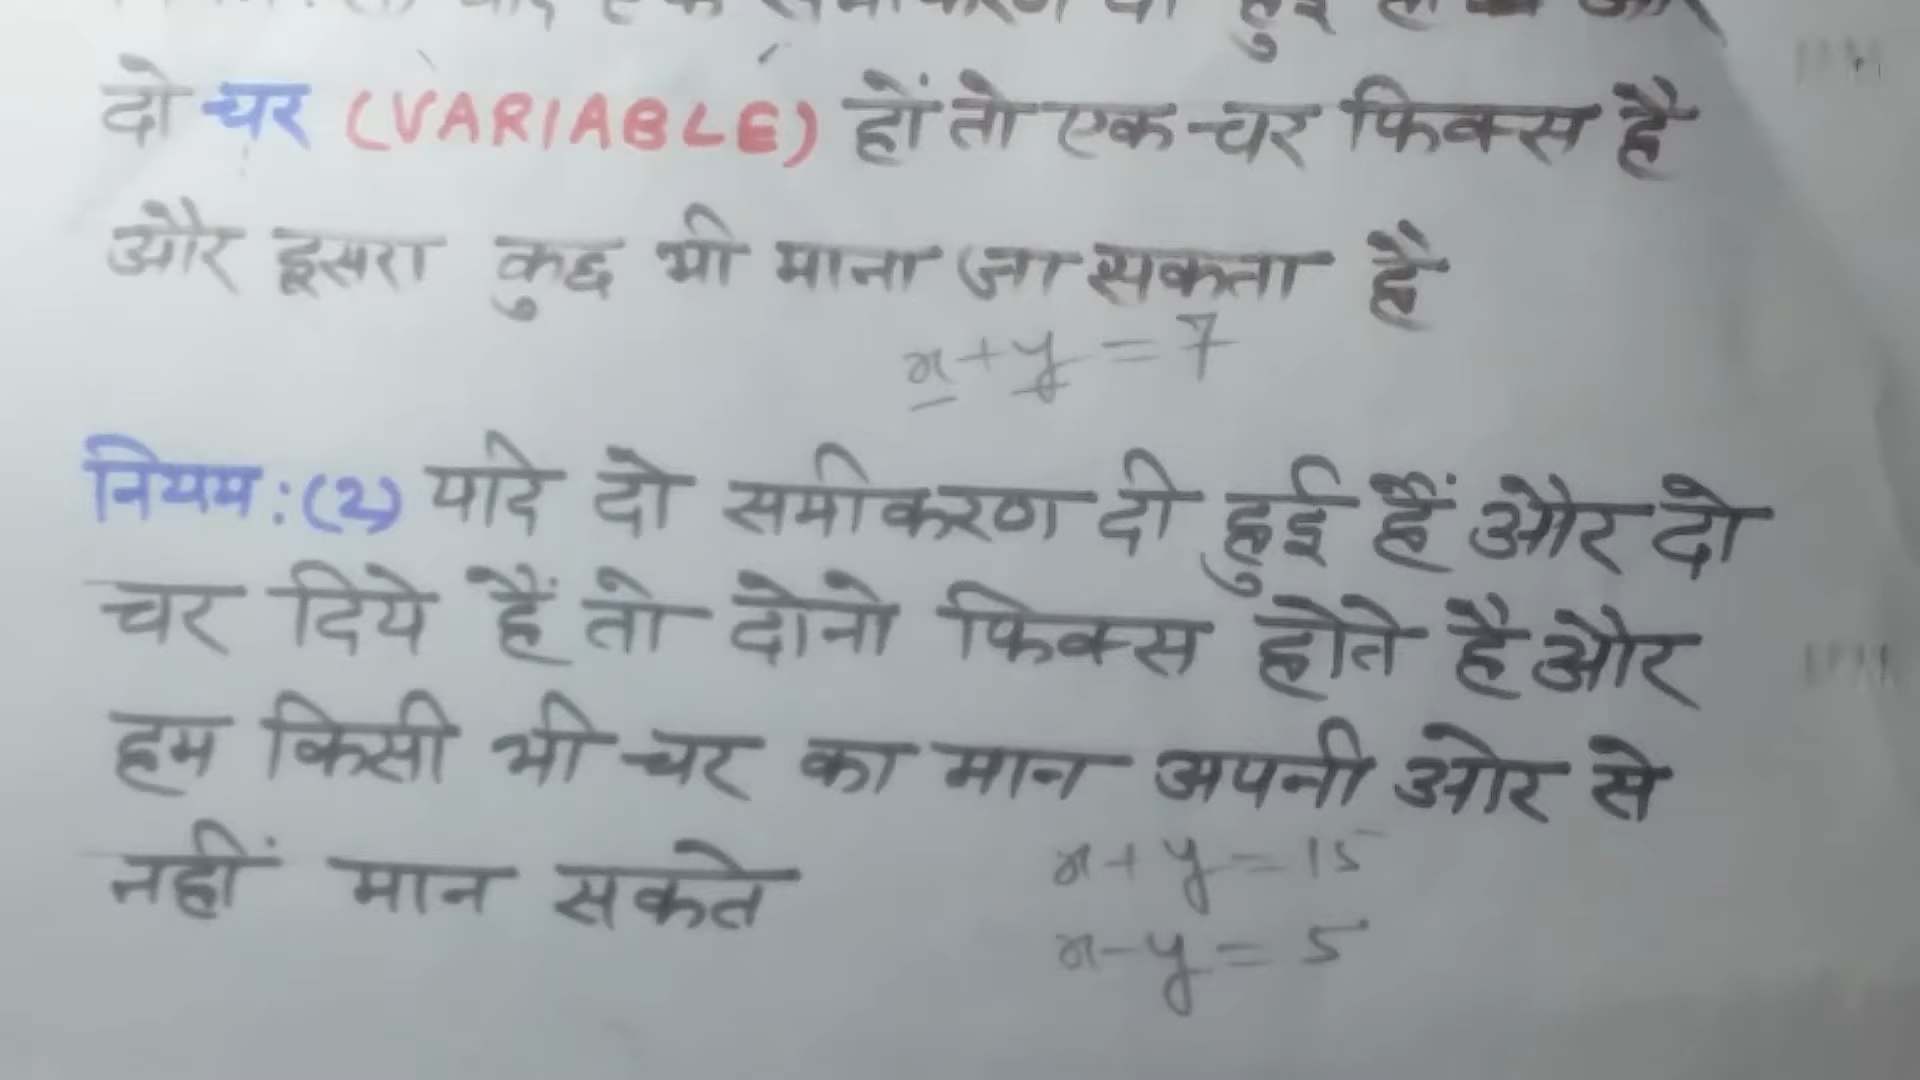 दो चर (VARIABLE) हों तो एक चर फिक्स है
और दूसरा कुछ भी माना जा सकता है
x+y=7
नियम:(2) यदि दो समीकरण दी हुई हैं और दो
चर दिये हैं तो दोनो फिक्स होते है और
हम किसी भी चर का मान अपनी ओर से
नहीं मान सकते
x+y=15
x-y=5